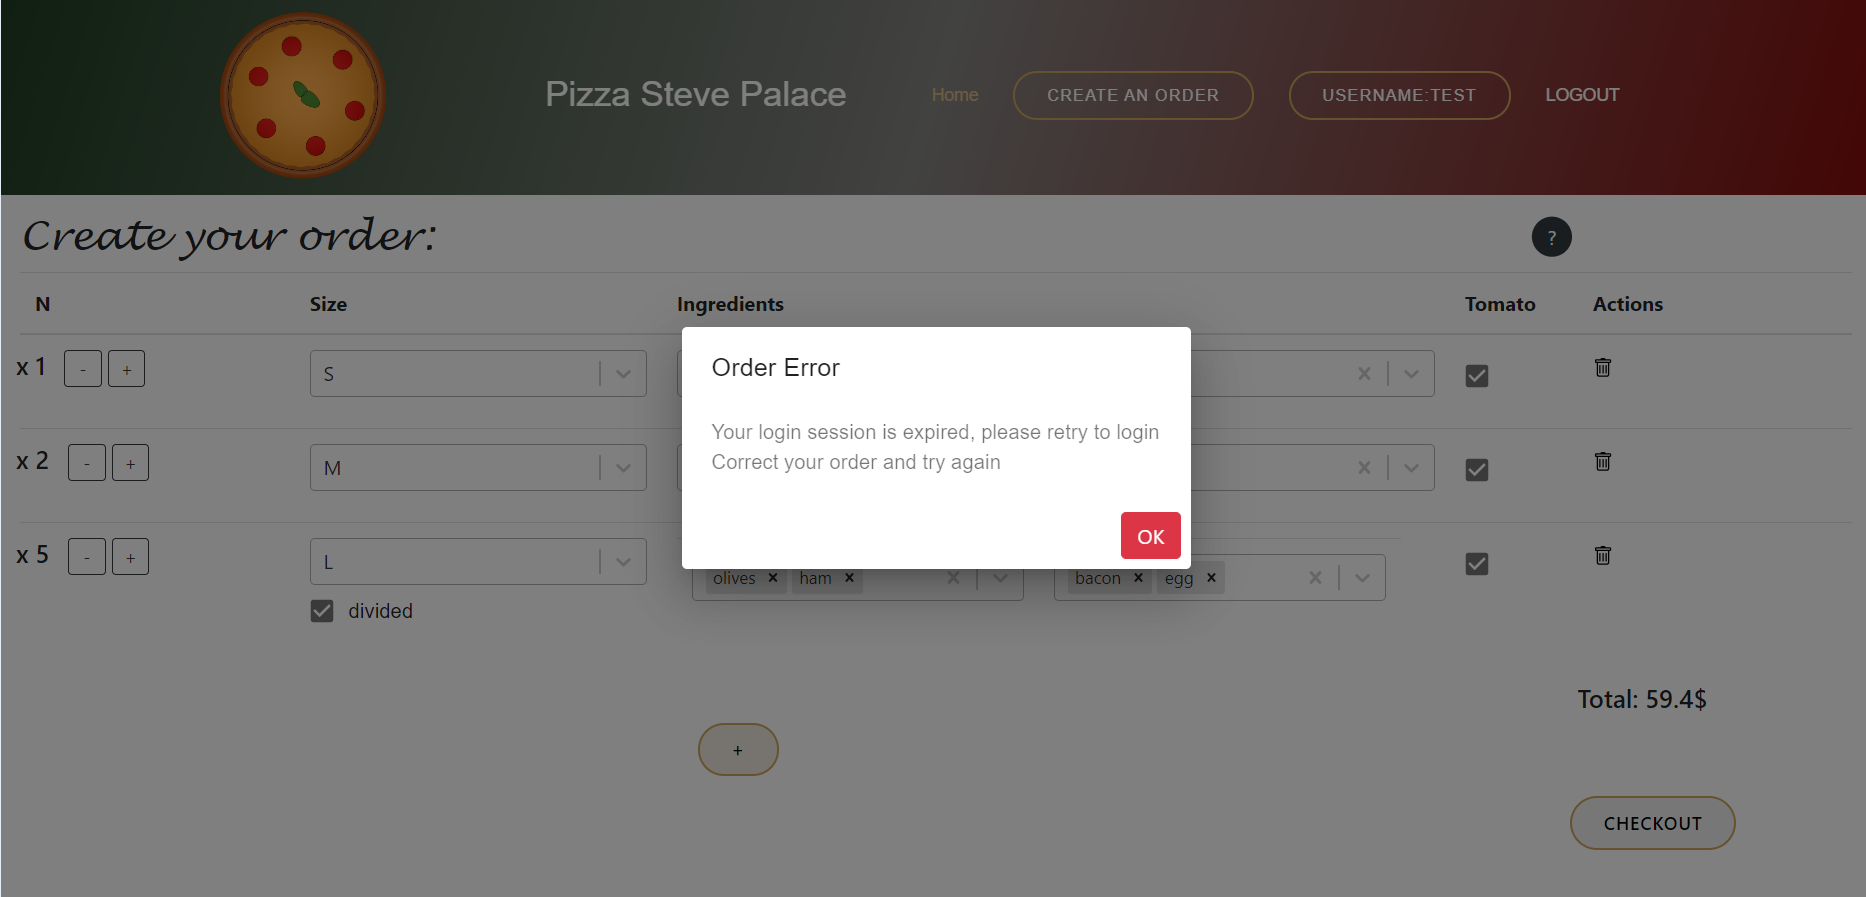 Pizza Steve Palace Home CREATE AN ORDER USERNAME:TEST LOGOUT
Create your order: ?
N Size Ingredients Tomato Actions
x 1 - + S
x 2 - + M
x 5 - + L
divided
olives × ham × bacon × egg ×
Order Error
Your login session is expired, please retry to login
Correct your order and try again
OK
Total: 59.4$
+
CHECKOUT